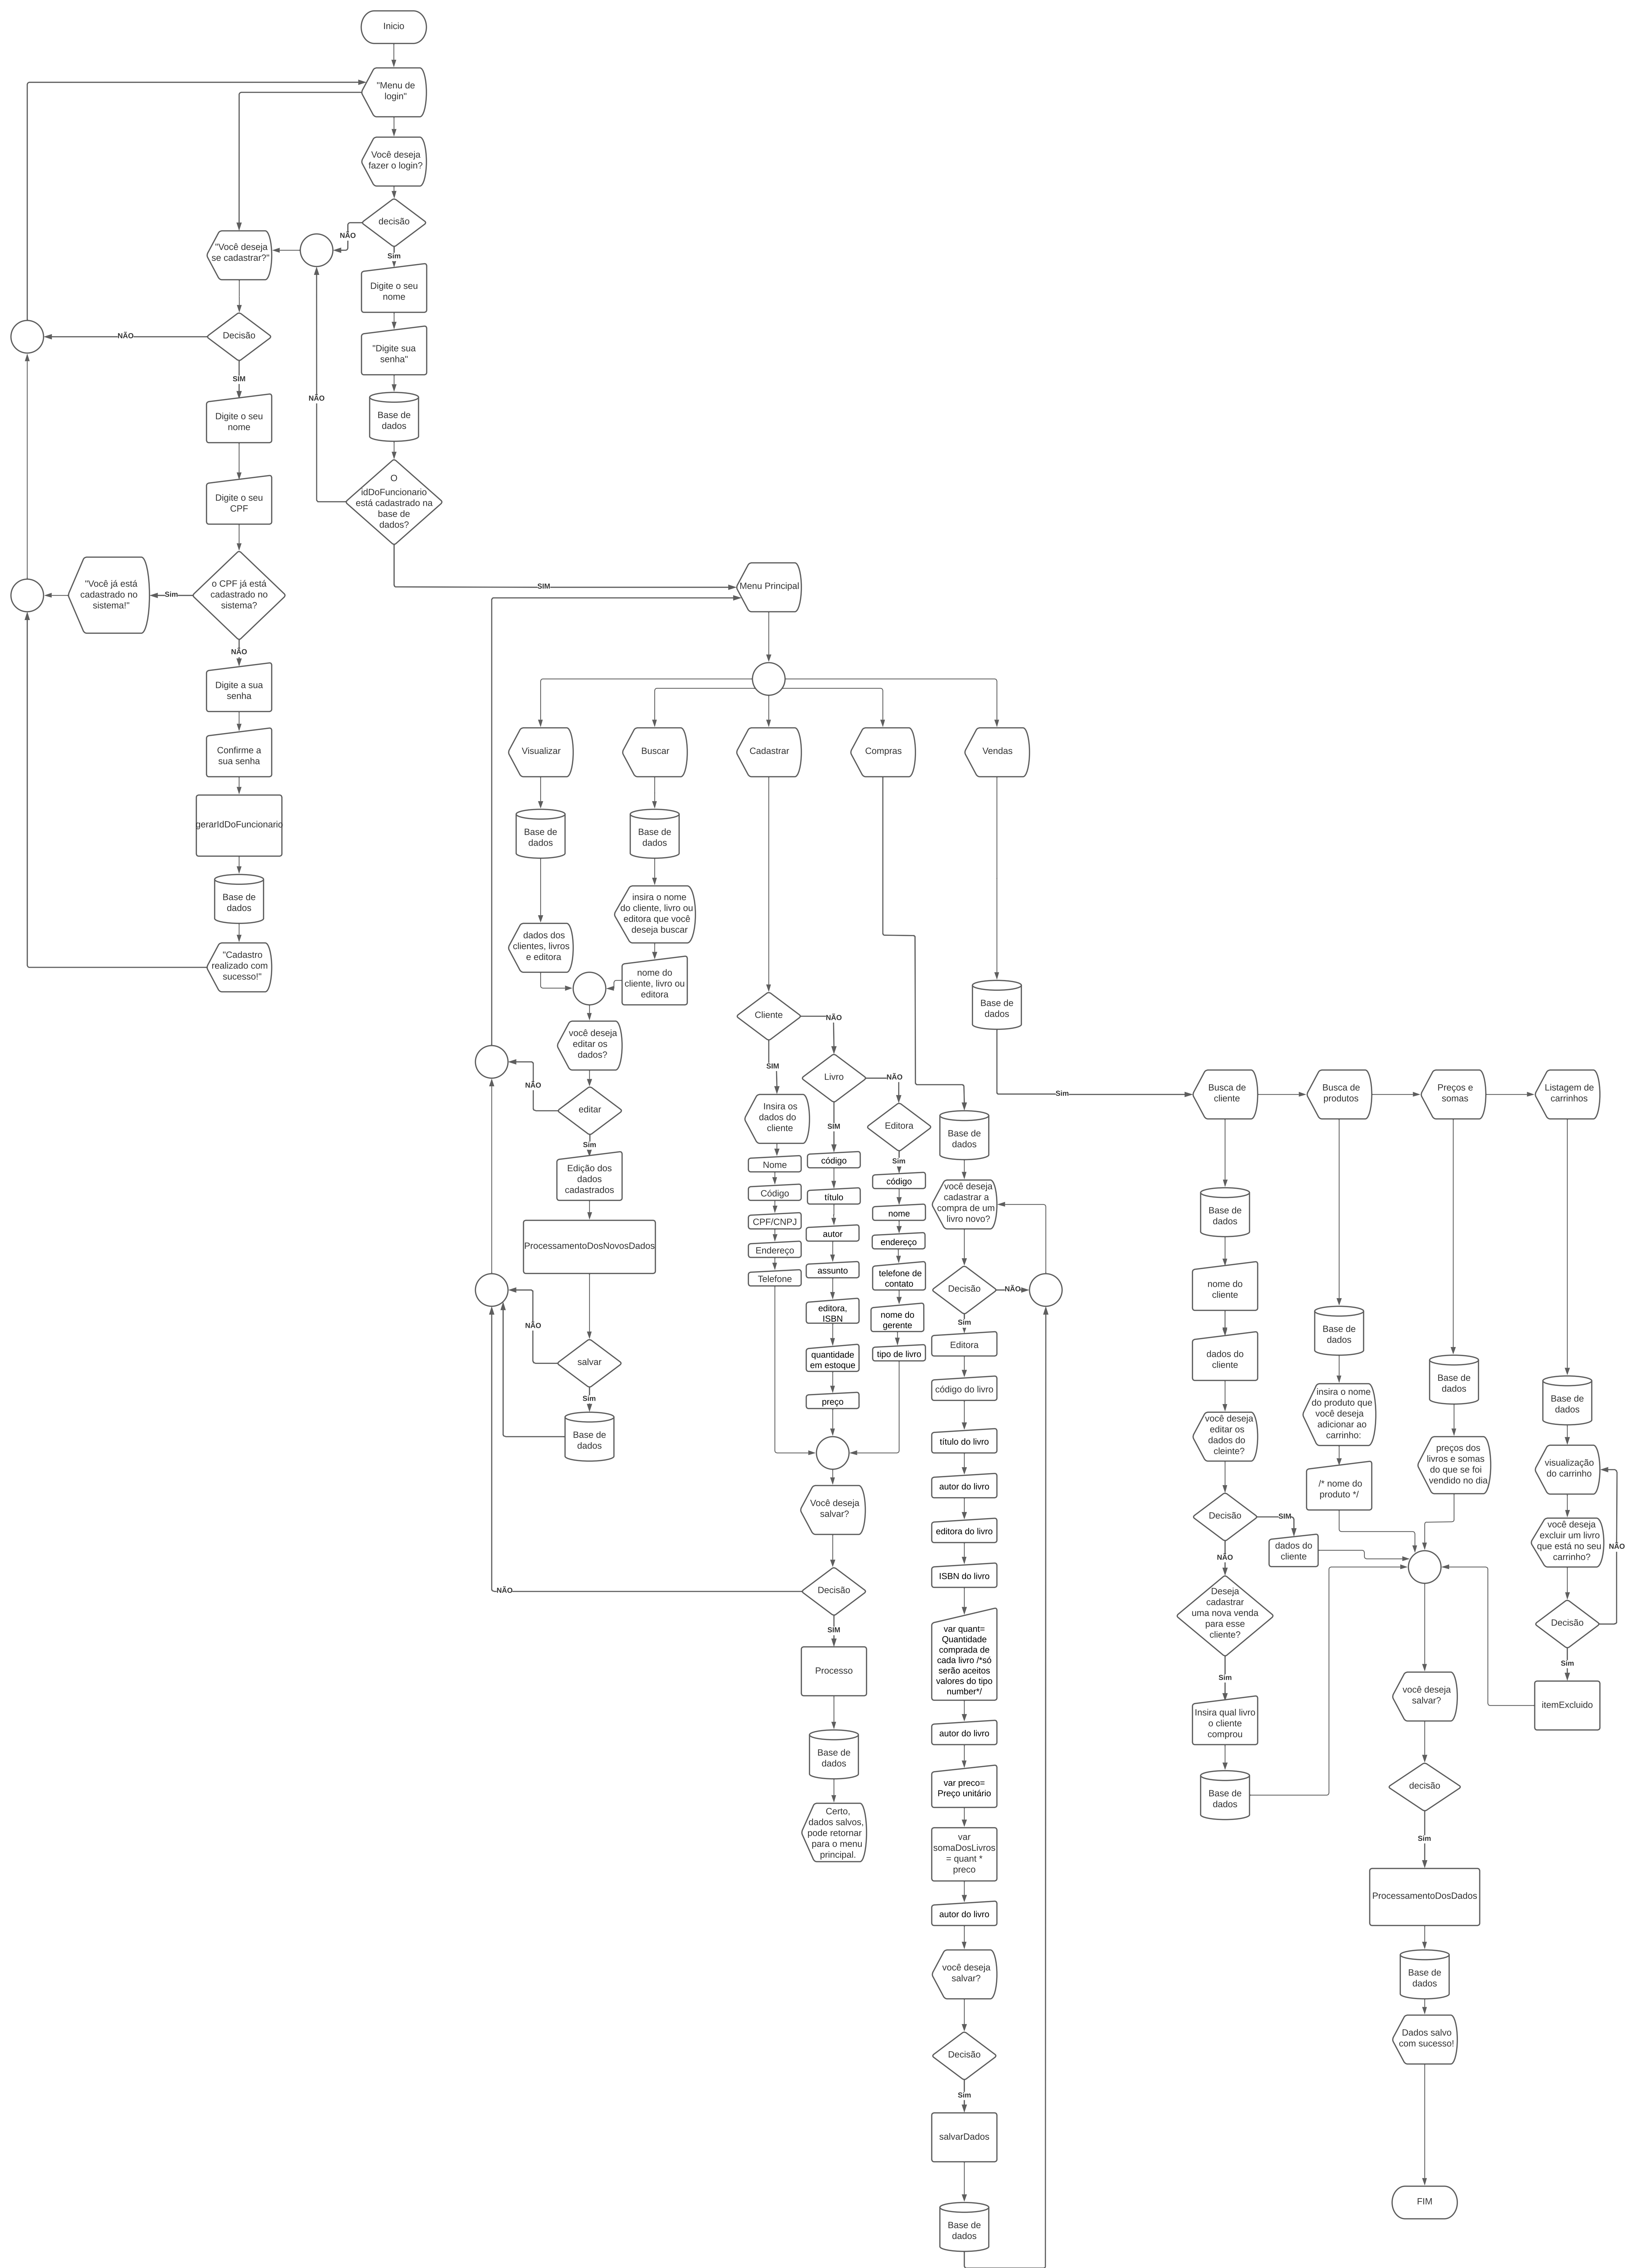 Inicio
"Menu de
login"
Você deseja
fazer o login?
decisão
NÃO
Sim
"Você deseja
se cadastrar?"
Digite o seu
nome
"Digite sua
senha"
Base de
dados
O
idDoFuncionario
está cadastrado na
base de
dados?
NÃO
SIM
Decisão
NÃO
SIM
Digite o seu
nome
Digite o seu
CPF
o CPF já está
cadastrado no
sistema?
Sim
"Você já está
cadastrado no
sistema!"
NÃO
Digite a sua
senha
Confirme a
sua senha
gerarIdDoFuncionario
Base de
dados
"Cadastro
realizado com
sucesso!"
Menu Principal
Visualizar
Buscar
Cadastrar
Compras
Vendas
Base de
dados
dados dos
clientes, livros
e editora
Base de
dados
insira o nome
do cliente, livro ou
editora que você
deseja buscar
nome do
cliente, livro ou
editora
você deseja
editar os
dados?
editar
NÃO
Sim
Edição dos
dados
cadastrados
ProcessamentoDosNovosDados
salvar
NÃO
Sim
Base de
dados
Cliente
NÃO
SIM
Insira os
dados do
cliente
Nome
Código
CPF/CNPJ
Endereço
Telefone
Livro
NÃO
SIM
código
título
autor
assunto
editora,
ISBN
quantidade
em estoque
preço
Editora
Sim
código
nome
endereço
telefone de
contato
nome do
gerente
tipo de livro
Você deseja
salvar?
Decisão
NÃO
SIM
Processo
Base de
dados
Certo,
dados salvos,
pode retornar
para o menu
principal.
Base de
dados
você deseja
cadastrar a
compra de um
livro novo?
Decisão
NÃO
Sim
Editora
código do livro
título do livro
autor do livro
editora do livro
ISBN do livro
var quant=
Quantidade
comprada de
cada livro /*só
serão aceitos
valores do tipo
number*/
autor do livro
var preco=
Preço unitário
var
somaDosLivros
= quant *
preco
autor do livro
você deseja
salvar?
Decisão
Sim
salvarDados
Base de
dados
Base de
dados
Sim
Busca de
cliente
Busca de
produtos
Preços e
somas
Listagem de
carrinhos
Base de
dados
nome do
cliente
dados do
cliente
você deseja
editar os
dados do
cleinte?
Decisão
SIM
dados do
cliente
NÃO
Deseja
cadastrar
uma nova venda
para esse
cliente?
Sim
Insira qual livro
o cliente
comprou
Base de
dados
Base de
dados
insira o nome
do produto que
você deseja
adicionar ao
carrinho:
/* nome do
produto */
Base de
dados
preços dos
livros e somas
do que se foi
vendido no dia
Base de
dados
visualização
do carrinho
você deseja
excluir um livro
que está no seu
carrinho?
NÃO
Decisão
Sim
itemExcluido
você deseja
salvar?
decisão
Sim
ProcessamentoDosDados
Base de
dados
Dados salvo
com sucesso!
FIM